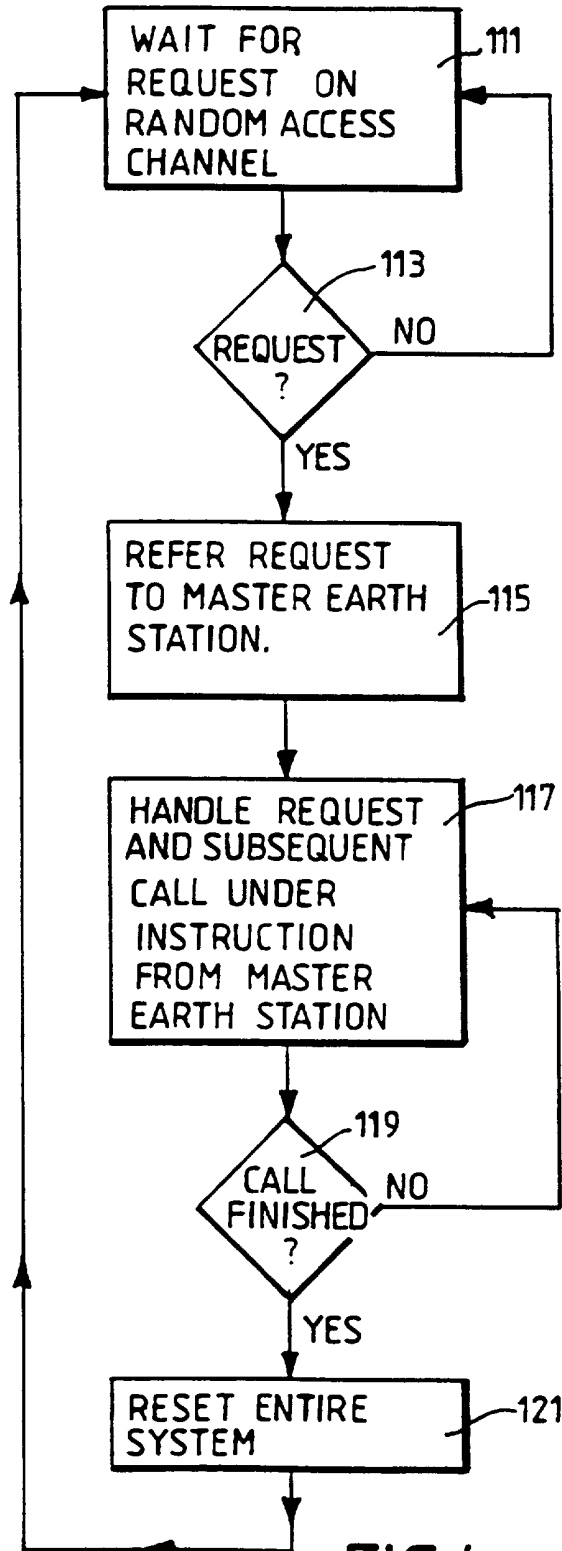 WAIT FOR
REQUEST ON
RANDOM ACCESS
CHANNEL
111
113
REQUEST
?
NO
YES
REFER REQUEST
TO MASTER EARTH
STATION.
115
HANDLE REQUEST
AND SUBSEQUENT
CALL UNDER
INSTRUCTION
FROM MASTER
EARTH STATION
117
119
CALL
FINISHED
?
NO
YES
RESET ENTIRE
SYSTEM
121